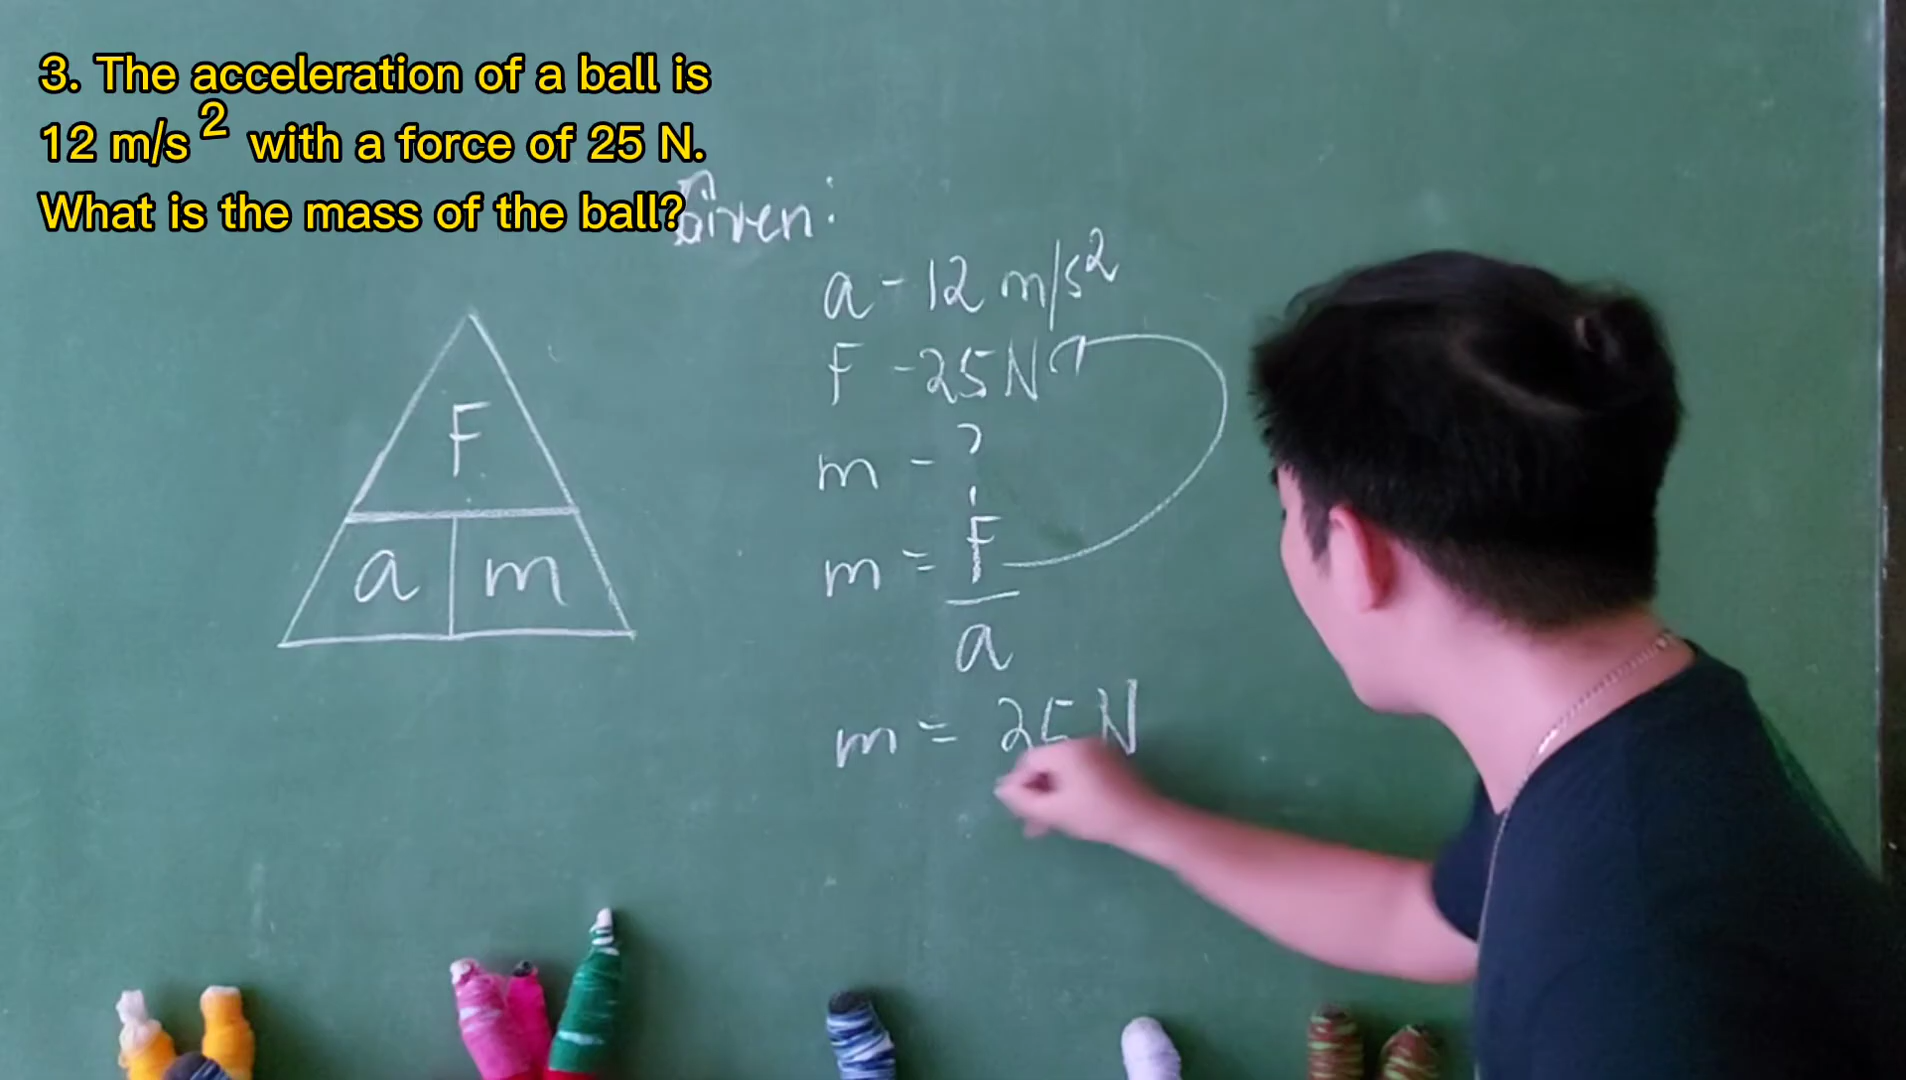 3. The acceleration of a ball is
12 m/s² with a force of 25 N.
What is the mass of the ball?
Given:
a - 12 m/s²
F - 25 N
m - ?
m = F
a
m = 25 N
F
a m